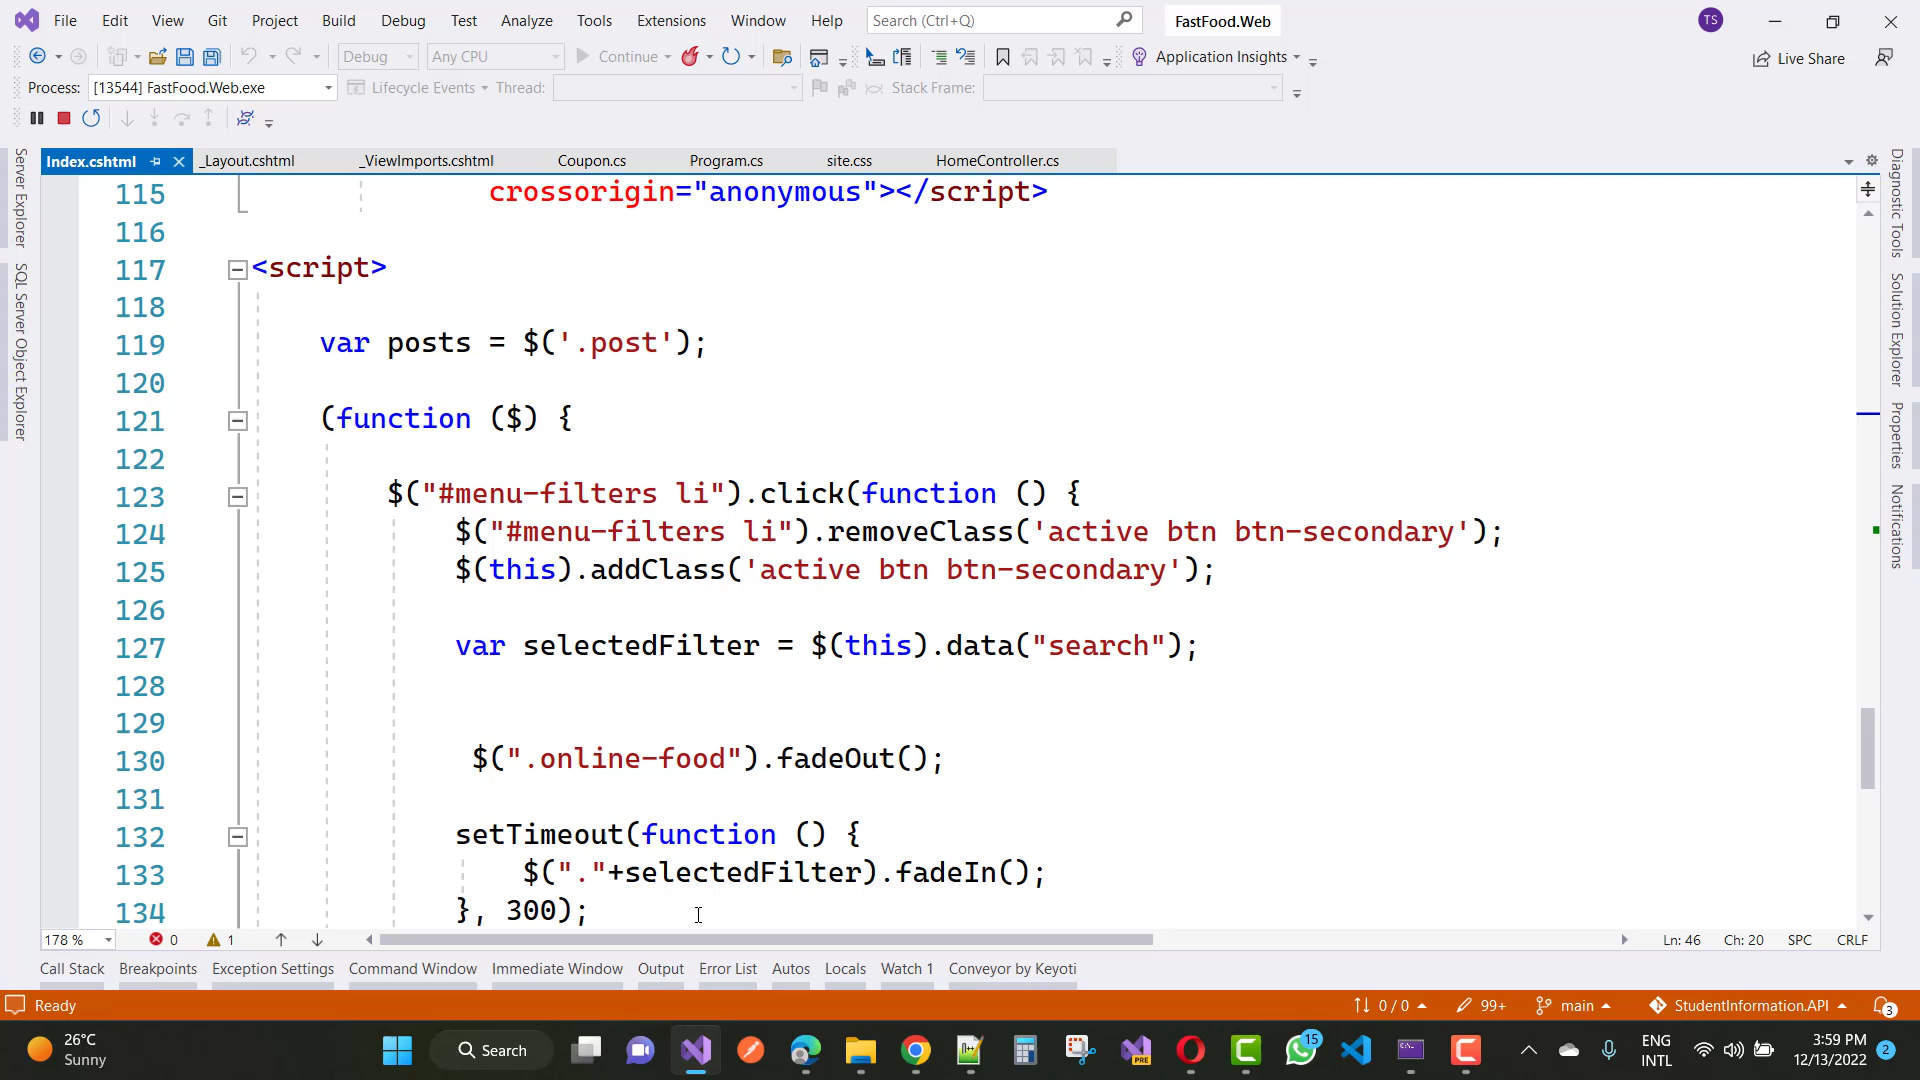 File Edit View Git Project Build Debug Test Analyze Tools Extensions Window Help Search (Ctrl+Q) FastFood.Web TS
Debug Any CPU Continue Application Insights Live Share
Process: [13544] FastFood.Web.exe Lifecycle Events Thread: Stack Frame:
Index.cshtml _Layout.cshtml _ViewImports.cshtml Coupon.cs Program.cs site.css HomeController.cs
Server Explorer
SQL Server Object Explorer
115 crossorigin="anonymous"></script>
116
117 <script>
118
119 var posts = $('.post');
120
121 (function ($) {
122
123 $("#menu-filters li").click(function () {
124 $("#menu-filters li").removeClass('active btn btn-secondary');
125 $(this).addClass('active btn btn-secondary');
126
127 var selectedFilter = $(this).data("search");
128
129
130 $(".online-food").fadeOut();
131
132 setTimeout(function () {
133 $("."+selectedFilter).fadeIn();
134 }, 300);
Diagnostic Tools
Solution Explorer
Properties
Notifications
178 % 0 1 Ln: 46 Ch: 20 SPC CRLF
Call Stack Breakpoints Exception Settings Command Window Immediate Window Output Error List Autos Locals Watch 1 Conveyor by Keyoti
Ready 0 / 0 99+ main StudentInformation.API 3
26°C
Sunny
Search
PRE
15
ENG
INTL
3:59 PM
12/13/2022
2